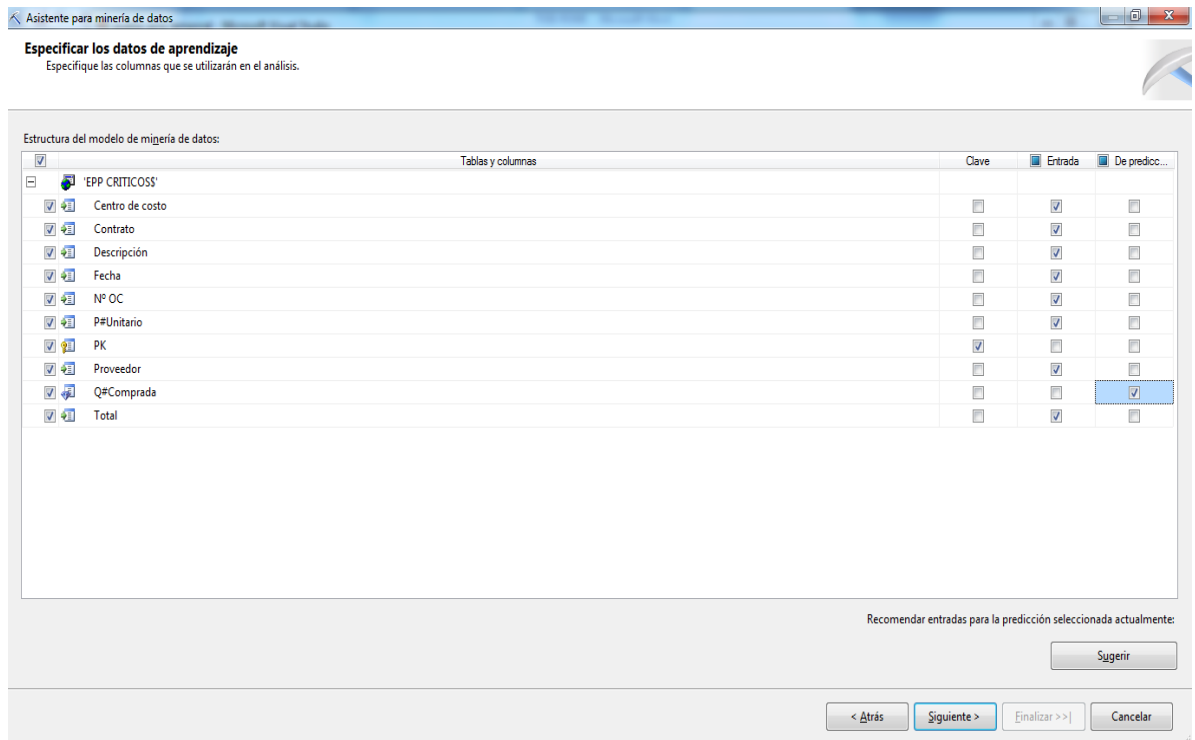 Asistente para minería de datos
Especificar los datos de aprendizaje
Especifique las columnas que se utilizarán en el análisis.
Estructura del modelo de minería de datos:
Tablas y columnas Clave Entrada De predicc...
'EPP CRITICOS$'
Centro de costo
Contrato
Descripción
Fecha
Nº OC
P#Unitario
PK
Proveedor
Q#Comprada
Total
Recomendar entradas para la predicción seleccionada actualmente:
Sugerir
< Atrás Siguiente > Finalizar >>| Cancelar